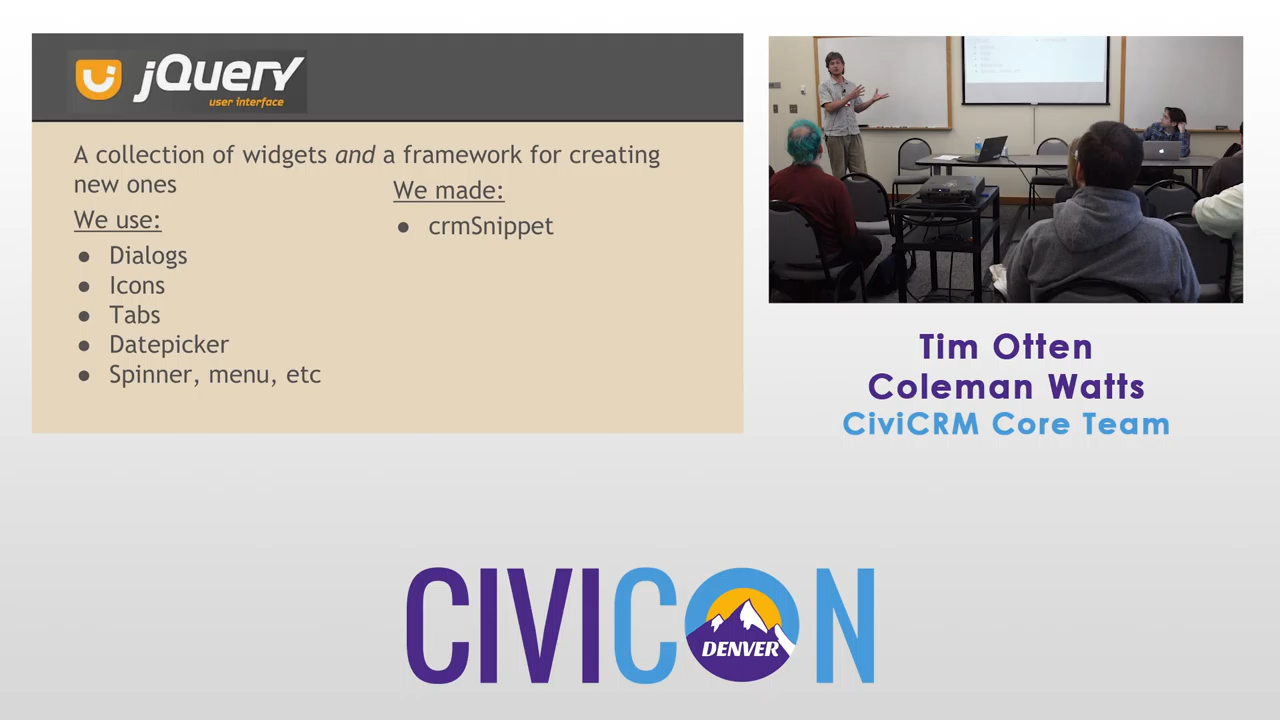 jQuery
user interface
A collection of widgets and a framework for creating
new ones
We use:
● Dialogs
● Icons
● Tabs
● Datepicker
● Spinner, menu, etc
We made:
● crmSnippet
Tim Otten
Coleman Watts
CiviCRM Core Team
CIVICON
DENVER